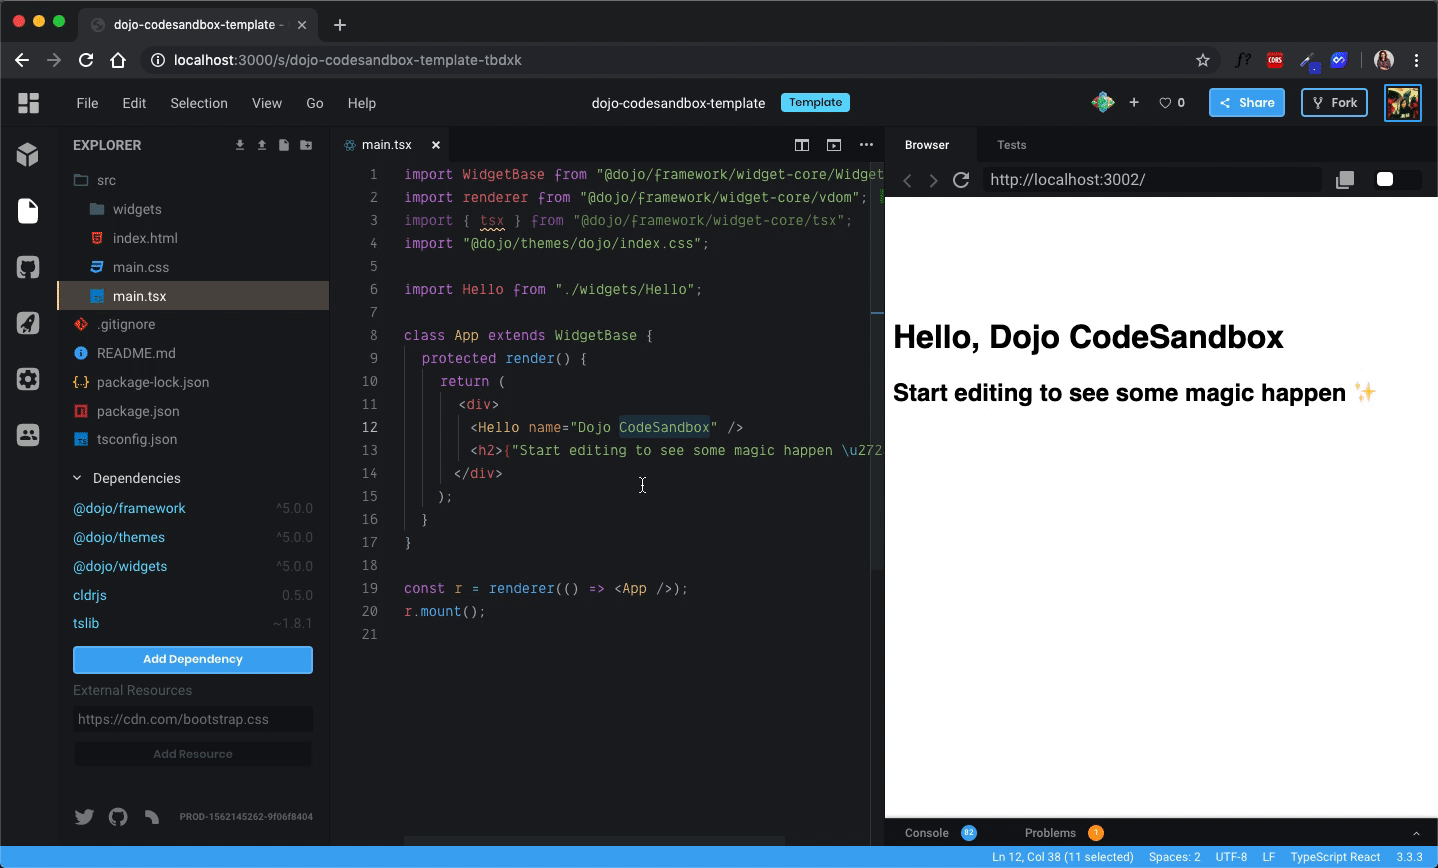 dojo-codesandbox-template -
localhost:3000/s/dojo-codesandbox-template-tbdxk
f?
CORS
File Edit Selection View Go Help
dojo-codesandbox-template Template
0 Share Fork
EXPLORER
src
widgets
index.html
main.css
main.tsx
.gitignore
README.md
{..} package-lock.json
package.json
tsconfig.json
Dependencies
@dojo/framework ^5.0.0
@dojo/themes ^5.0.0
@dojo/widgets ^5.0.0
cldrjs 0.5.0
tslib ~1.8.1
Add Dependency
External Resources
https://cdn.com/bootstrap.css
Add Resource
PROD-1562145262-9f06f8404
main.tsx
1 import WidgetBase from "@dojo/framework/widget-core/Widget
2 import renderer from "@dojo/framework/widget-core/vdom";
3 import { tsx } from "@dojo/framework/widget-core/tsx";
4 import "@dojo/themes/dojo/index.css";
5
6 import Hello from "./widgets/Hello";
7
8 class App extends WidgetBase {
9 protected render() {
10 return (
11 <div>
12 <Hello name="Dojo CodeSandbox" />
13 <h2>{"Start editing to see some magic happen \u272
14 </div>
15 );
16 }
17 }
18
19 const r = renderer(() => <App />);
20 r.mount();
21
Browser Tests
http://localhost:3002/
Hello, Dojo CodeSandbox
Start editing to see some magic happen ✨
Console 82 Problems 1
Ln 12, Col 38 (11 selected) Spaces: 2 UTF-8 LF TypeScript React 3.3.3